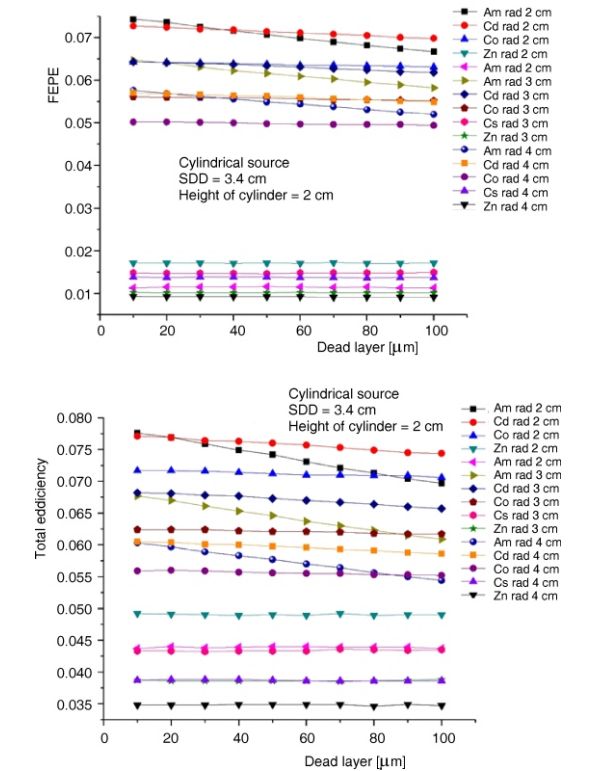 0.07
0.06
0.05
0.04
0.03
0.02
0.01
FEPE
Cylindrical source
SDD = 3.4 cm
Height of cylinder = 2 cm
0
20
40
60
80
100
Dead layer [μm]
Am rad 2 cm
Cd rad 2 cm
Co rad 2 cm
Zn rad 2 cm
Am rad 2 cm
Am rad 3 cm
Cd rad 3 cm
Co rad 3 cm
Cs rad 3 cm
Zn rad 3 cm
Am rad 4 cm
Cd rad 4 cm
Co rad 4 cm
Cs rad 4 cm
Zn rad 4 cm
Cylindrical source
SDD = 3.4 cm
Height of cylinder = 2 cm
0.080
0.075
0.070
0.065
0.060
0.055
0.050
0.045
0.040
0.035
Total eddiciency
0
20
40
60
80
100
Dead layer [μm]
Am rad 2 cm
Cd rad 2 cm
Co rad 2 cm
Zn rad 2 cm
Am rad 2 cm
Am rad 3 cm
Cd rad 3 cm
Co rad 3 cm
Cs rad 3 cm
Zn rad 3 cm
Am rad 4 cm
Cd rad 4 cm
Co rad 4 cm
Cs rad 4 cm
Zn rad 4 cm